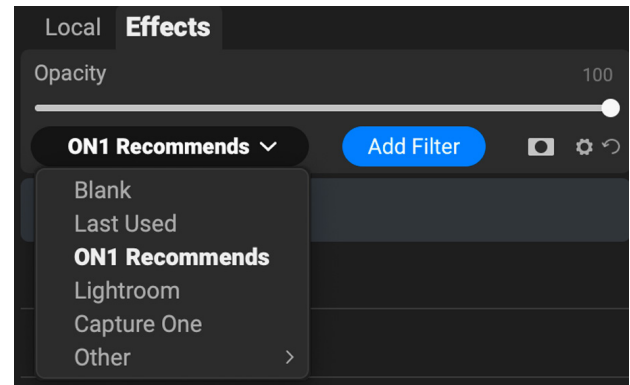 Local Effects
Opacity 100
ON1 Recommends Add Filter
Blank
Last Used
ON1 Recommends
Lightroom
Capture One
Other